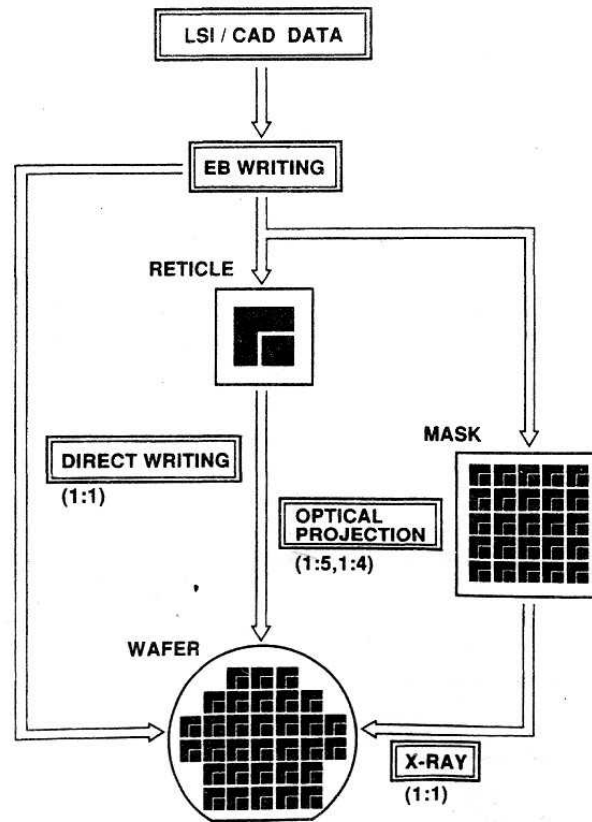 LSI / CAD DATA
EB WRITING
RETICLE
MASK
DIRECT WRITING
(1:1)
OPTICAL
PROJECTION
(1:5,1:4)
WAFER
X-RAY
(1:1)